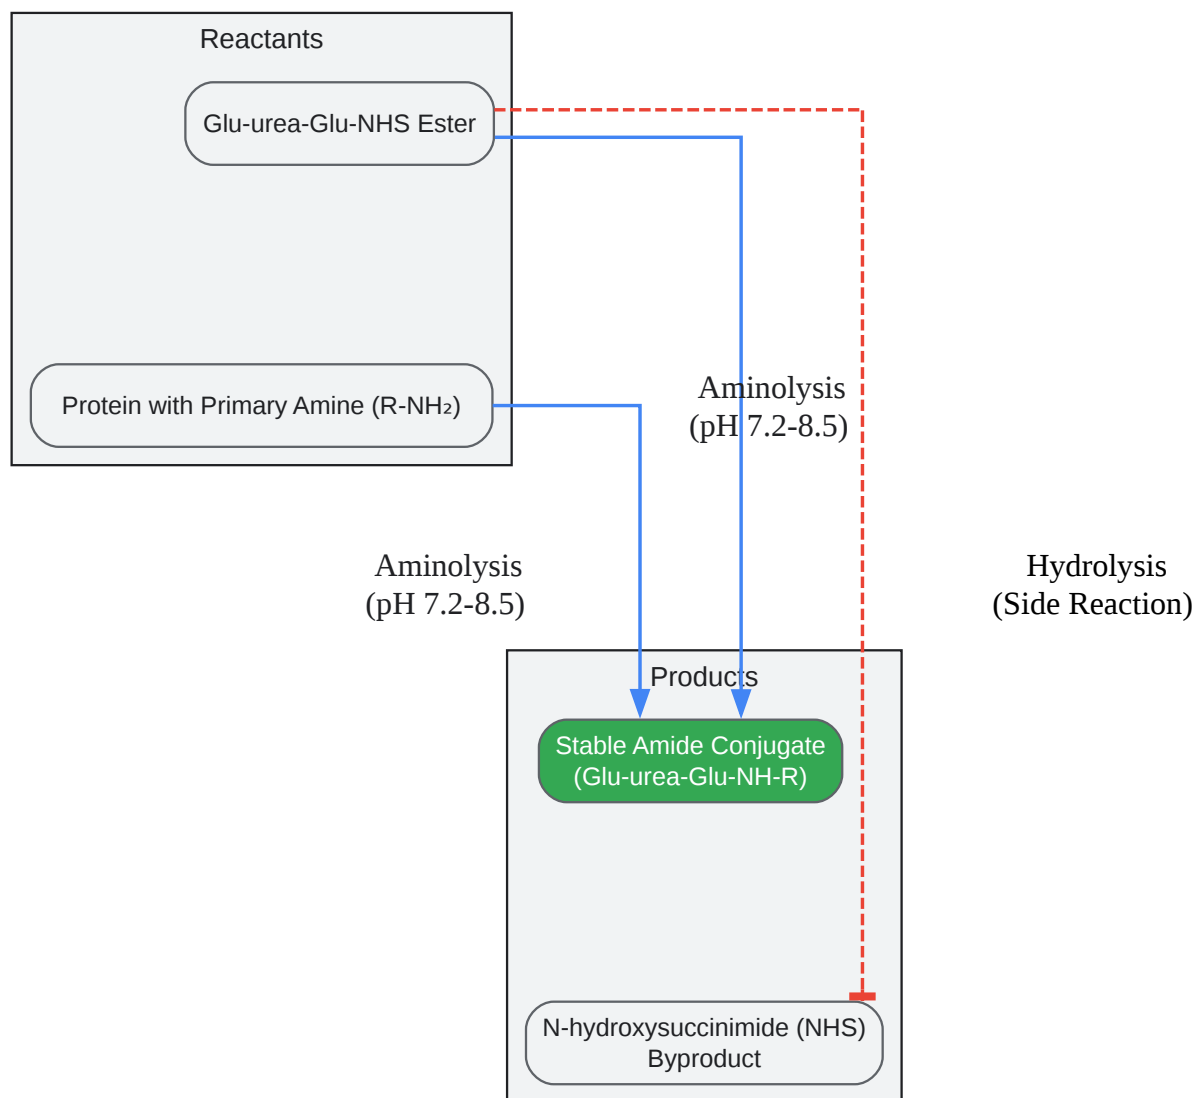 Reactants
Glu-urea-Glu-NHS Ester
Protein with Primary Amine (R-NH₂)
Aminolysis
(pH 7.2-8.5)
Aminolysis
(pH 7.2-8.5)
Hydrolysis
(Side Reaction)
Products
Stable Amide Conjugate
(Glu-urea-Glu-NH-R)
N-hydroxysuccinimide (NHS)
Byproduct